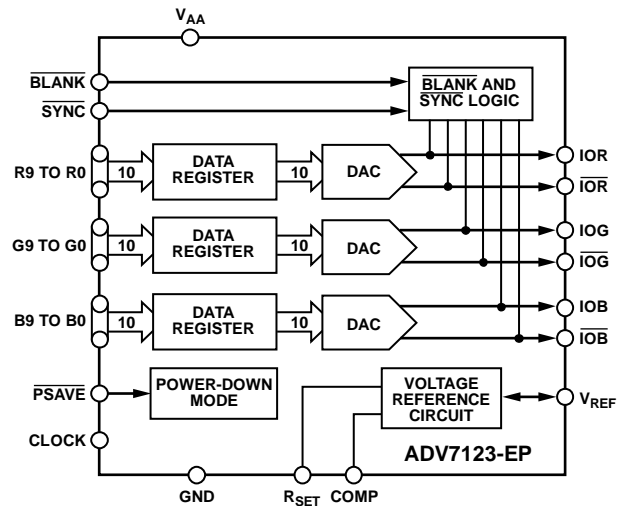 VAA
BLANK
SYNC
BLANK AND
SYNC LOGIC
R9 TO R0
10
DATA
REGISTER
10
DAC
IOR
IOR
G9 TO G0
10
DATA
REGISTER
10
DAC
IOG
IOG
B9 TO B0
10
DATA
REGISTER
10
DAC
IOB
IOB
PSAVE
POWER-DOWN
MODE
VOLTAGE
REFERENCE
CIRCUIT
VREF
CLOCK
ADV7123-EP
GND
RSET
COMP